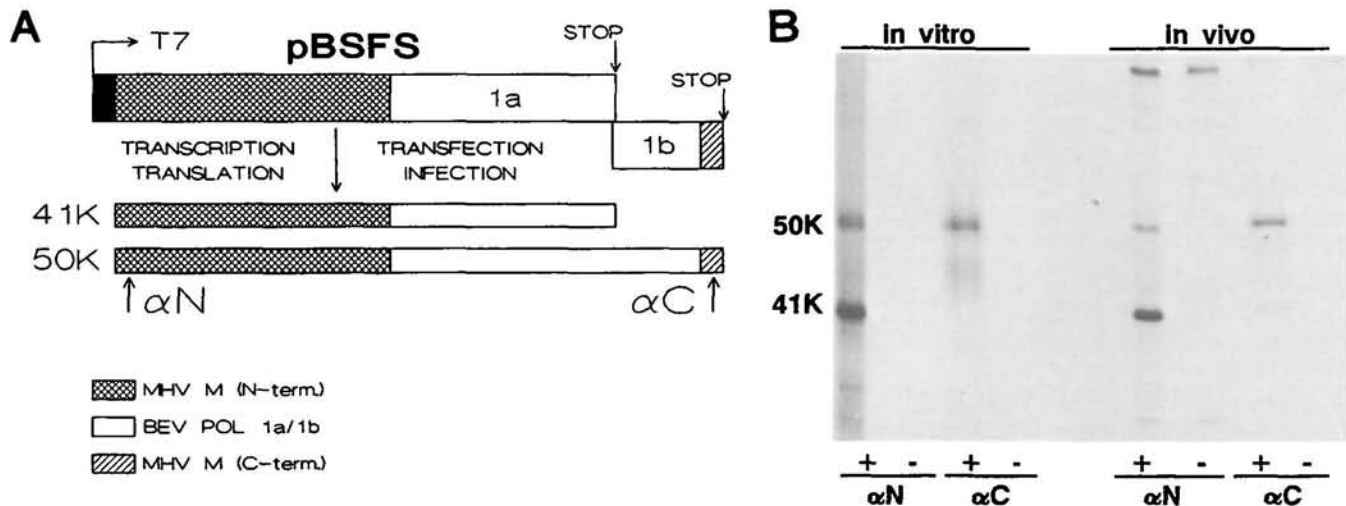 A
T7
pBSFS
STOP
STOP
1a
1b
TRANSCRIPTION
TRANSLATION
TRANSFECTION
INFECTION
41K
50K
αN
αC
MHV M (N-term.)
BEV POL 1a/1b
MHV M (C-term.)
B
in vitro
in vivo
50K
41K
+ - + - + - + -
αN αC αN αC